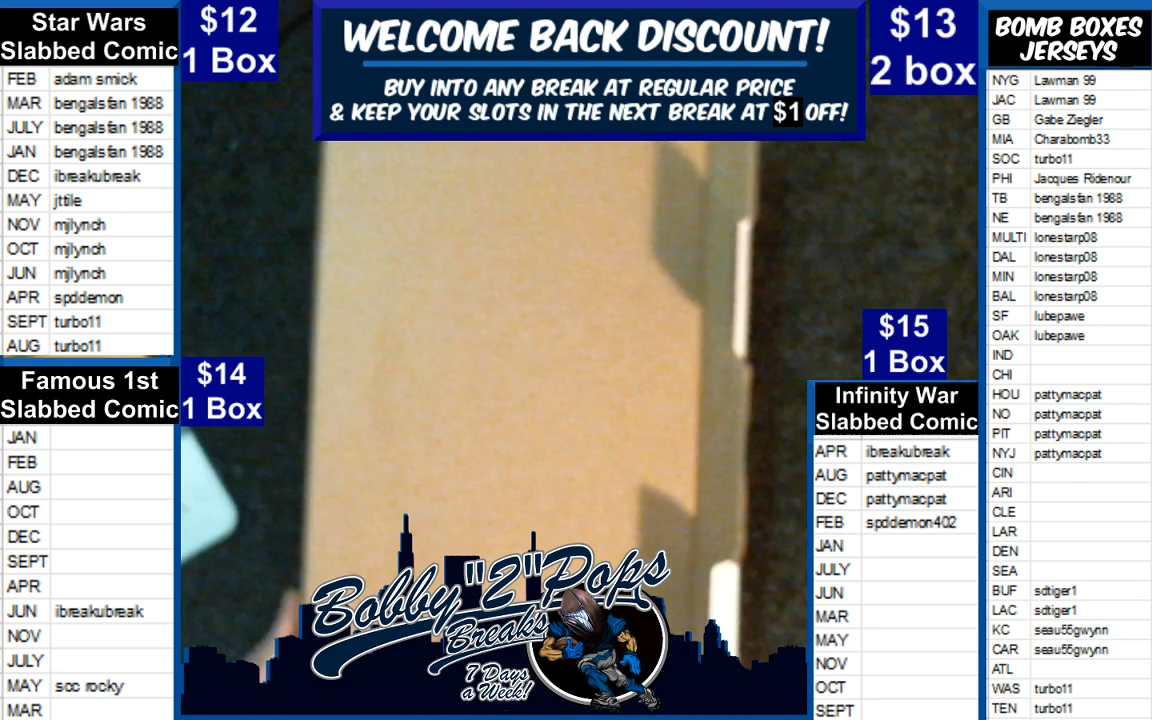 Star Wars
Slabbed Comic
FEB adam smick
MAR bengalsfan 1988
JULY bengalsfan 1988
JAN bengalsfan 1988
DEC ibreakubreak
MAY jttile
NOV mjlynch
OCT mjlynch
JUN mjlynch
APR spddemon
SEPT turbo11
AUG turbo11
$12
1 Box
Famous 1st
Slabbed Comic
JAN
FEB
AUG
OCT
DEC
SEPT
APR
JUN ibreakubreak
NOV
JULY
MAY scc rocky
MAR
$14
1 Box
WELCOME BACK DISCOUNT!
BUY INTO ANY BREAK AT REGULAR PRICE
& KEEP YOUR SLOTS IN THE NEXT BREAK AT $1 OFF!
Bobby "2" Pops
Breaks
7 Days
a Week!
$13
2 box
$15
1 Box
Infinity War
Slabbed Comic
APR ibreakubreak
AUG pattymacpat
DEC pattymacpat
FEB spddemon402
JAN
JULY
JUN
MAR
MAY
NOV
OCT
SEPT
BOMB BOXES
JERSEYS
NYG Lawman 99
JAC Lawman 99
GB Gabe Ziegler
MIA Charabomb33
SOC turbo11
PHI Jacques Ridenour
TB bengalsfan 1988
NE bengalsfan 1988
MULTI lonestarp08
DAL lonestarp08
MIN lonestarp08
BAL lonestarp08
SF lubepawe
OAK lubepawe
IND
CHI
HOU pattymacpat
NO pattymacpat
PIT pattymacpat
NYJ pattymacpat
CIN
ARI
CLE
LAR
DEN
SEA
BUF sdtiger1
LAC sdtiger1
KC seau55gwynn
CAR seau55gwynn
ATL
WAS turbo11
TEN turbo11